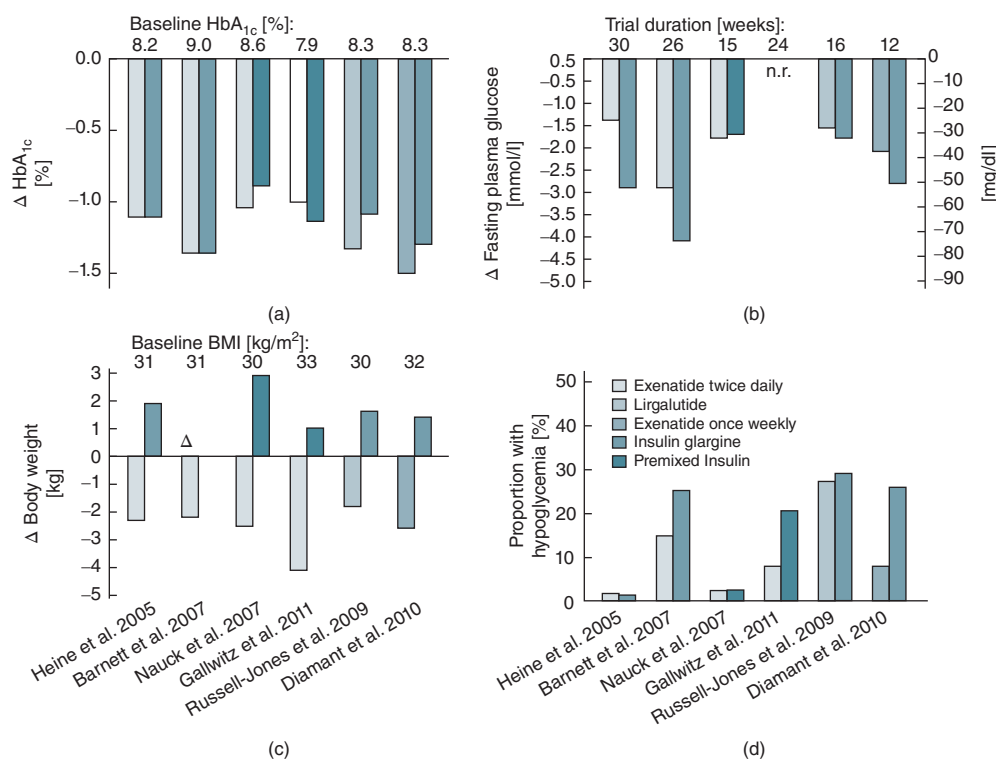 Baseline HbA1c [%]:
8.2 9.0 8.6 7.9 8.3 8.3
0.0
–0.5
–1.0
–1.5
Δ HbA1c
[%]
(a)
Trial duration [weeks]:
30 26 15 24 16 12
n.r.
0.5
–0.5
–1.0
–1.5
–2.0
–2.5
–3.0
–3.5
–4.0
–4.5
–5.0
Δ Fasting plasma glucose
[mmol/l]
0
–10
–20
–30
–40
–50
–60
–70
–80
–90
[mg/dl]
(b)
Baseline BMI [kg/m2]:
31 31 30 33 30 32
3
2
1
0
–1
–2
–3
–4
–5
Δ
Δ Body weight
[kg]
Heine et al. 2005
Barnett et al. 2007
Nauck et al. 2007
Gallwitz et al. 2011
Russell-Jones et al. 2009
Diamant et al. 2010
(c)
50
40
30
20
10
0
Proportion with
hypoglycemia [%]
Exenatide twice daily
Lirgalutide
Exenatide once weekly
Insulin glargine
Premixed Insulin
Heine et al. 2005
Barnett et al. 2007
Nauck et al. 2007
Gallwitz et al. 2011
Russell-Jones et al. 2009
Diamant et al. 2010
(d)